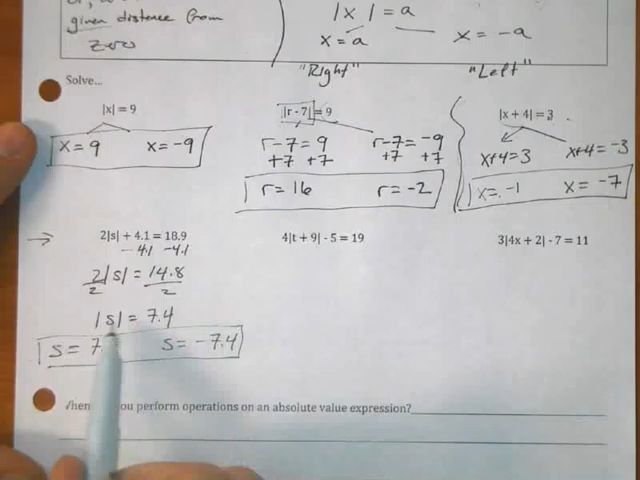 given distance from
zero
|x| = a
x = a
x = -a
"Right"
"Left"
Solve...
|x| = 9
x = 9
x = -9
|r - 7| = 9
r-7 = 9
+7 +7
r-7 = -9
+7 +7
r = 16
r = -2
|x + 4| = 3
x+4 = 3
x+4 = -3
x = -1
x = -7
2|s| + 4.1 = 18.9
-4.1 -4.1
2|s| = 14.8
2 2
|s| = 7.4
s = 7
s = -7.4
4|t + 9| - 5 = 19
3|4x + 2| - 7 = 11
you perform operations on an absolute value expression?